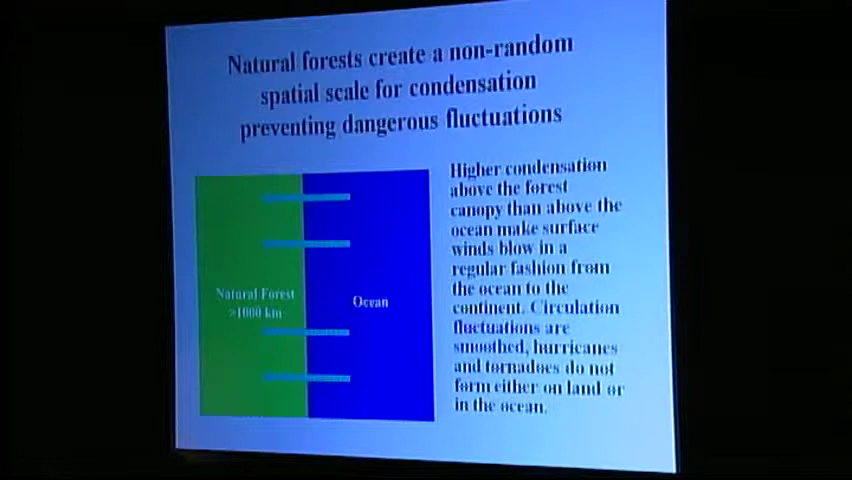 Natural forests create a non-random
spatial scale for condensation
preventing dangerous fluctuations
Higher condensation
above the forest
canopy than above the
ocean make surface
winds blow in a
regular fashion from
the ocean to the
continent. Circulation
fluctuations are
smoothed, hurricanes
and tornadoes do not
form either on land or
in the ocean.
Natural Forest
>1000 km
Ocean